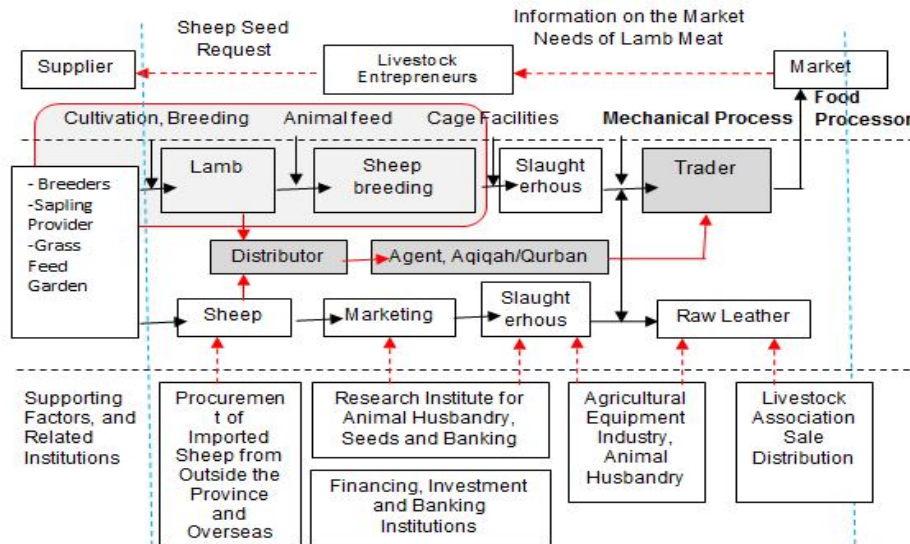 Sheep Seed
Request
Information on the Market
Needs of Lamb Meat
Supplier
Livestock
Entrepreneurs
Market
Food
Processor
Cultivation, Breeding
Animal feed
Cage Facilities
Mechanical Process
- Breeders
-Sapling
Provider
-Grass
Feed
Garden
Lamb
Sheep
breeding
Slaught
erhous
Trader
Distributor
Agent, Aqiqah/Qurban
Sheep
Marketing
Slaught
erhous
Raw Leather
Supporting
Factors, and
Related
Institutions
Procuremen
t of
Imported
Sheep from
Outside the
Province
and
Overseas
Research Institute for
Animal Husbandry,
Seeds and Banking
Financing, Investment
and Banking
Institutions
Agricultural
Equipment
Industry,
Animal
Husbandry
Livestock
Association
Sale
Distribution